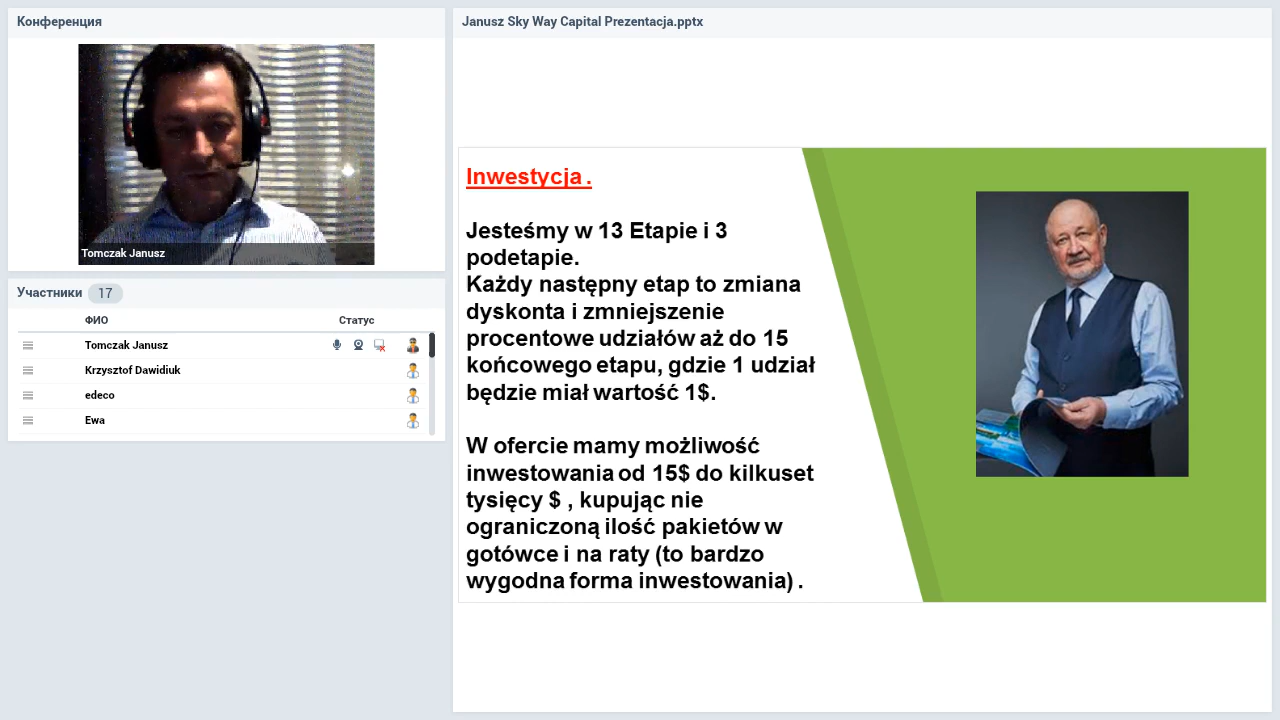 Конференция
Tomczak Janusz
Участники 17
ФИО Статус
Tomczak Janusz
Krzysztof Dawidiuk
edeco
Ewa
Janusz Sky Way Capital Prezentacja.pptx
Inwestycja .
Jesteśmy w 13 Etapie i 3
podetapie.
Każdy następny etap to zmiana
dyskonta i zmniejszenie
procentowe udziałów aż do 15
końcowego etapu, gdzie 1 udział
będzie miał wartość 1$.
W ofercie mamy możliwość
inwestowania od 15$ do kilkuset
tysięcy $ , kupując nie
ograniczoną ilość pakietów w
gotówce i na raty (to bardzo
wygodna forma inwestowania) .